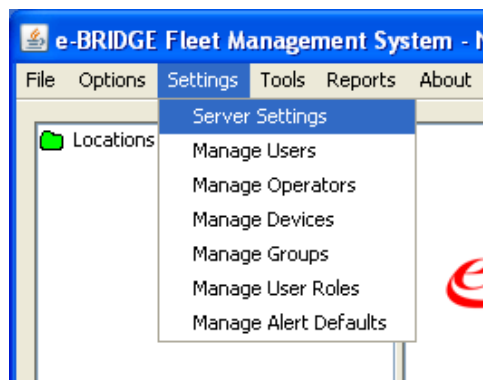 e-BRIDGE Fleet Management System -
File Options Settings Tools Reports About
Server Settings
Locations
Manage Users
Manage Operators
Manage Devices
Manage Groups
Manage User Roles
Manage Alert Defaults
e